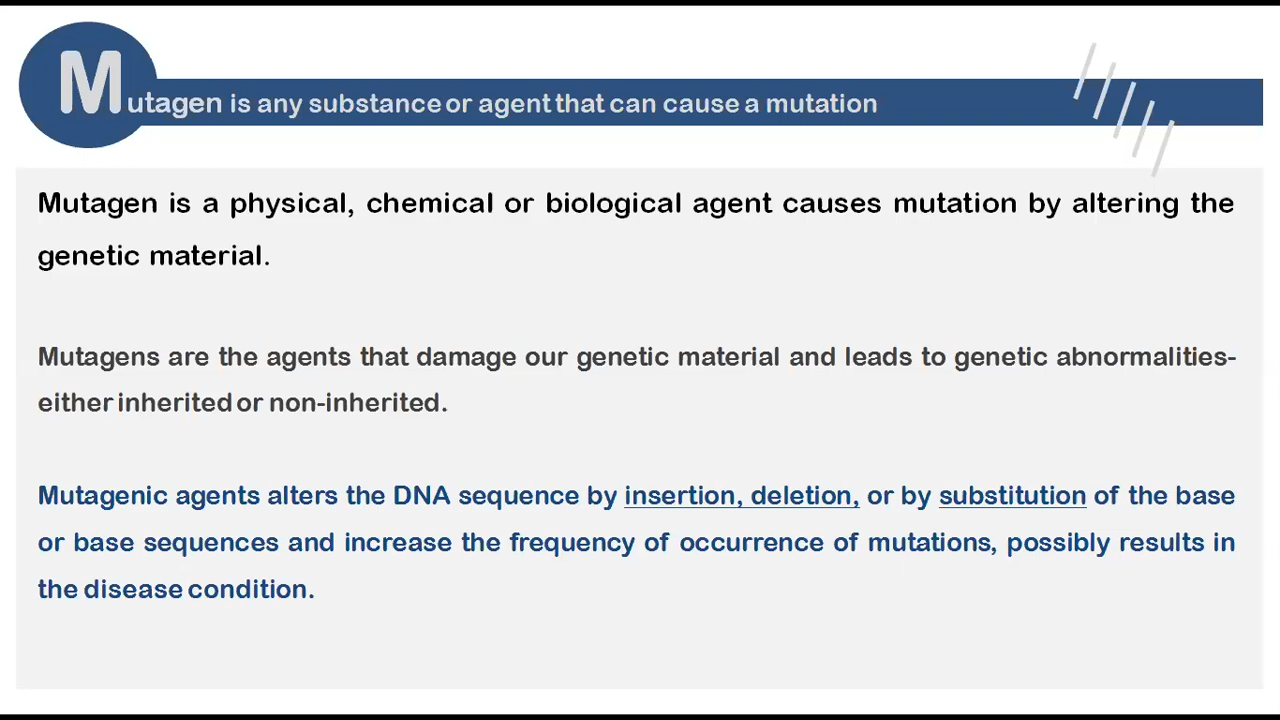 Mutagen is any substance or agent that can cause a mutation
Mutagen is a physical, chemical or biological agent causes mutation by altering the
genetic material.
Mutagens are the agents that damage our genetic material and leads to genetic abnormalities-
either inherited or non-inherited.
Mutagenic agents alters the DNA sequence by insertion, deletion, or by substitution of the base
or base sequences and increase the frequency of occurrence of mutations, possibly results in
the disease condition.